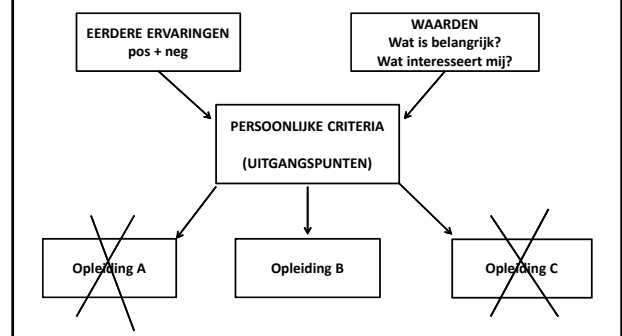 EERDERE ERVARINGEN
pos + neg
WAARDEN
Wat is belangrijk?
Wat interesseert mij?
PERSOONLIJKE CRITERIA
(UITGANGSPUNTEN)
Opleiding A
Opleiding B
Opleiding C